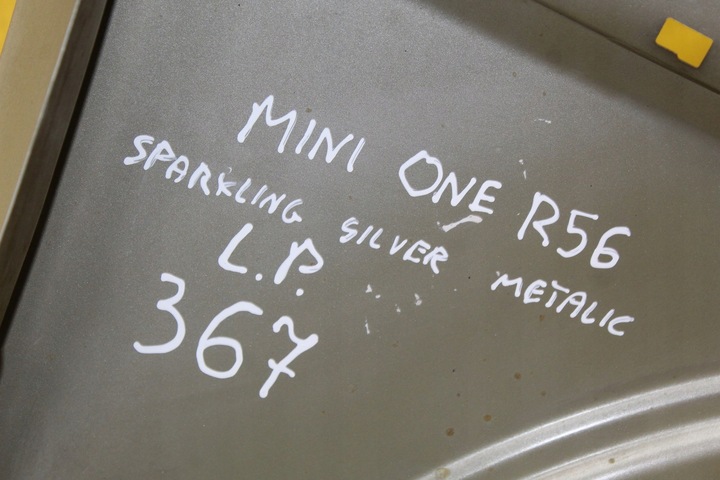 MINI ONE R56
SPARKLING SILVER METALIC
L.P.
367